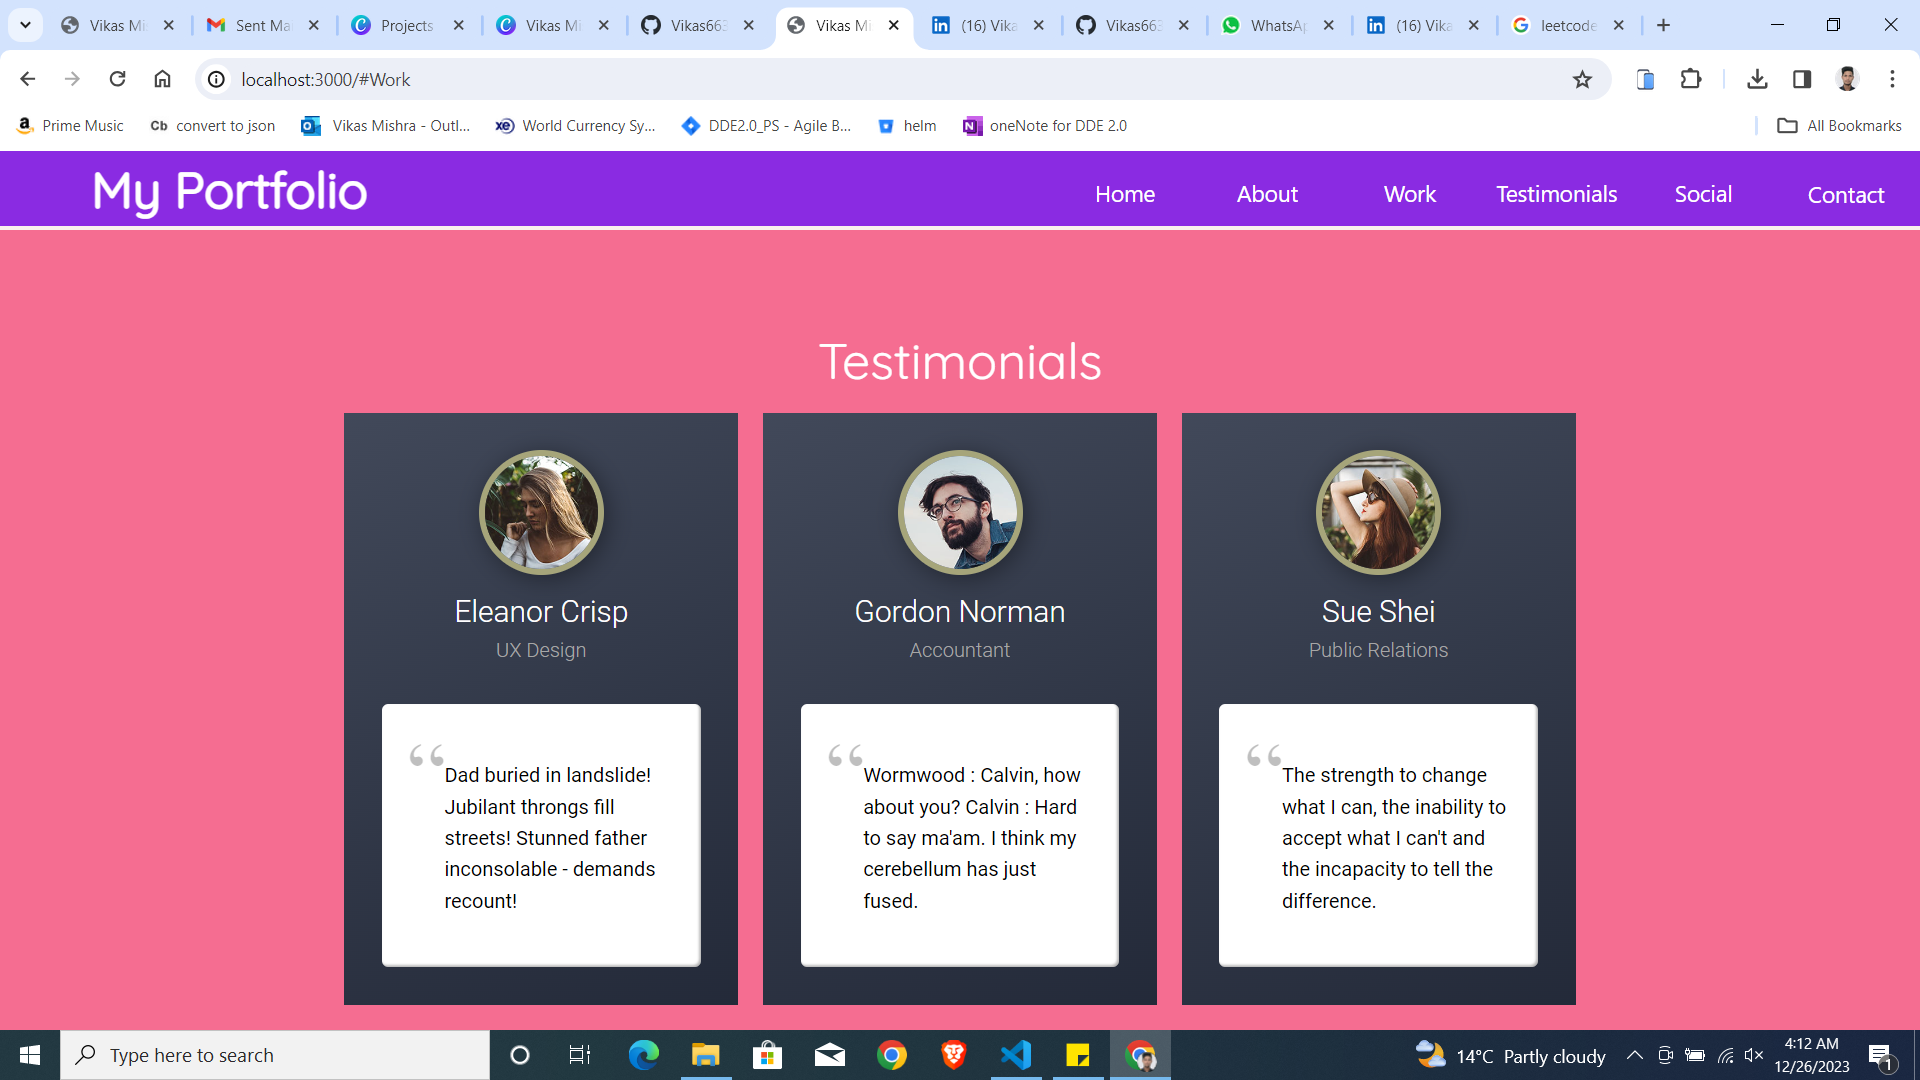 Vikas Mi
Sent Ma
Projects
Vikas Mi
Vikas663
Vikas Mi
(16) Vika
Vikas663
WhatsAp
(16) Vika
leetcode
localhost:3000/#Work
Prime Music
Cb convert to json
Vikas Mishra - Outl...
World Currency Sy...
DDE2.0_PS - Agile B...
helm
oneNote for DDE 2.0
All Bookmarks
My Portfolio
Home
About
Work
Testimonials
Social
Contact
Testimonials
Eleanor Crisp
UX Design
“
Dad buried in landslide!
Jubilant throngs fill
streets! Stunned father
inconsolable - demands
recount!
Gordon Norman
Accountant
“
Wormwood : Calvin, how
about you? Calvin : Hard
to say ma'am. I think my
cerebellum has just
fused.
Sue Shei
Public Relations
“
The strength to change
what I can, the inability to
accept what I can't and
the incapacity to tell the
difference.
Type here to search
14°C Partly cloudy
4:12 AM
12/26/2023
1